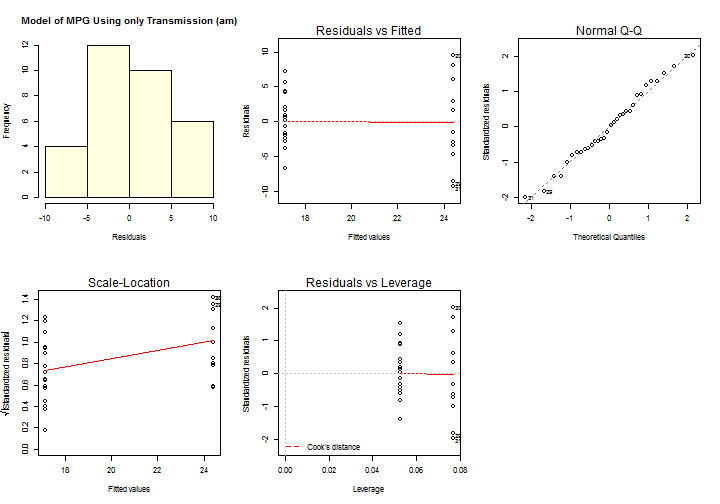 Model of MPG Using only Transmission (am)
Frequency
0 2 4 6 8 10 12
-10 -5 0 5 10
Residuals
Residuals vs Fitted
Residuals
-10 -5 0 5 10
18 20 22 24
Fitted values
Normal Q-Q
Standardized residuals
-2 -1 0 1 2
31
29
20
-2 -1 0 1 2
Theoretical Quantiles
Scale-Location
√|Standardized residuals|
0.0 0.2 0.4 0.6 0.8 1.0 1.2 1.4
18 20 22 24
Fitted values
Residuals vs Leverage
Standardized residuals
-2 -1 0 1 2
Cook's distance
0.00 0.02 0.04 0.06 0.08
Leverage